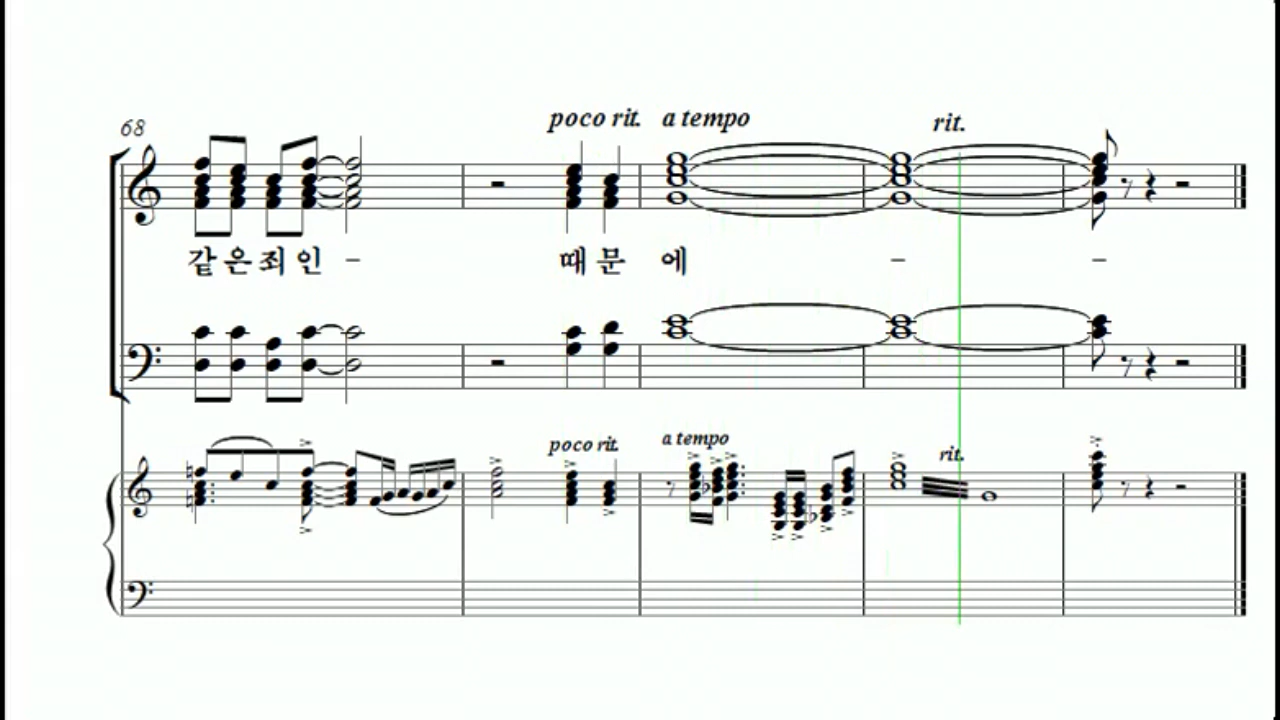 poco rit. a tempo rit.
68
같 은 죄 인 - 때 문 에 - -
poco rit. a tempo rit.